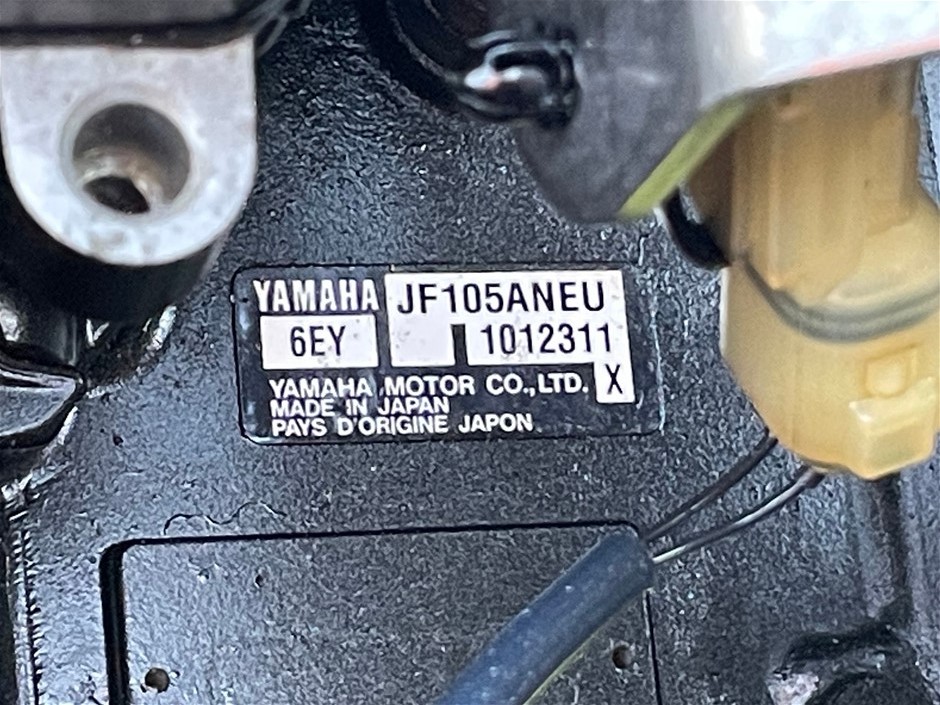 YAMAHA JF105ANEU
6EY 1012311
YAMAHA MOTOR CO.,LTD. X
MADE IN JAPAN
PAYS D'ORIGINE JAPON